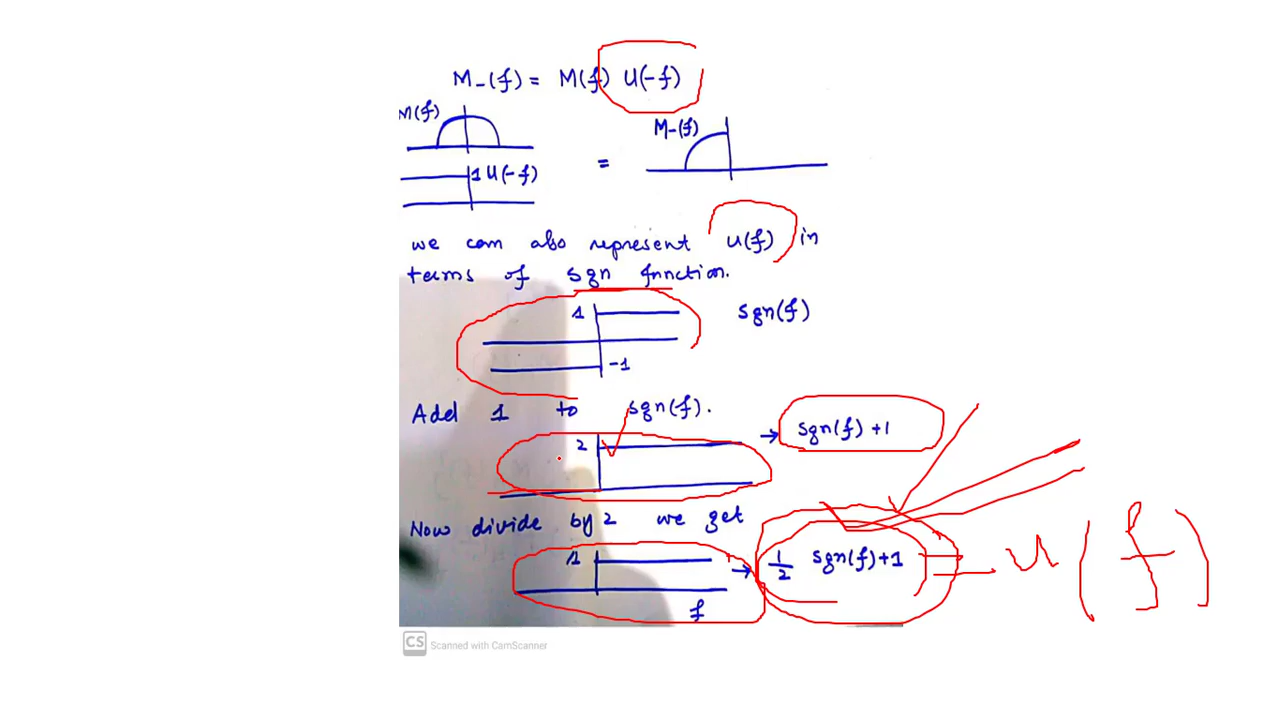 M-(f) = M(f) U(-f)
M(f)
1 U(-f)
=
M-(f)
we can also represent U(f) in
terms of sgn function.
1
sgn(f)
-1
Add 1 to sgn(f).
2
→ sgn(f) +1
Now divide by 2 we get
1
→ 1/2 sgn(f)+1 = u(f)
f
CS Scanned with CamScanner